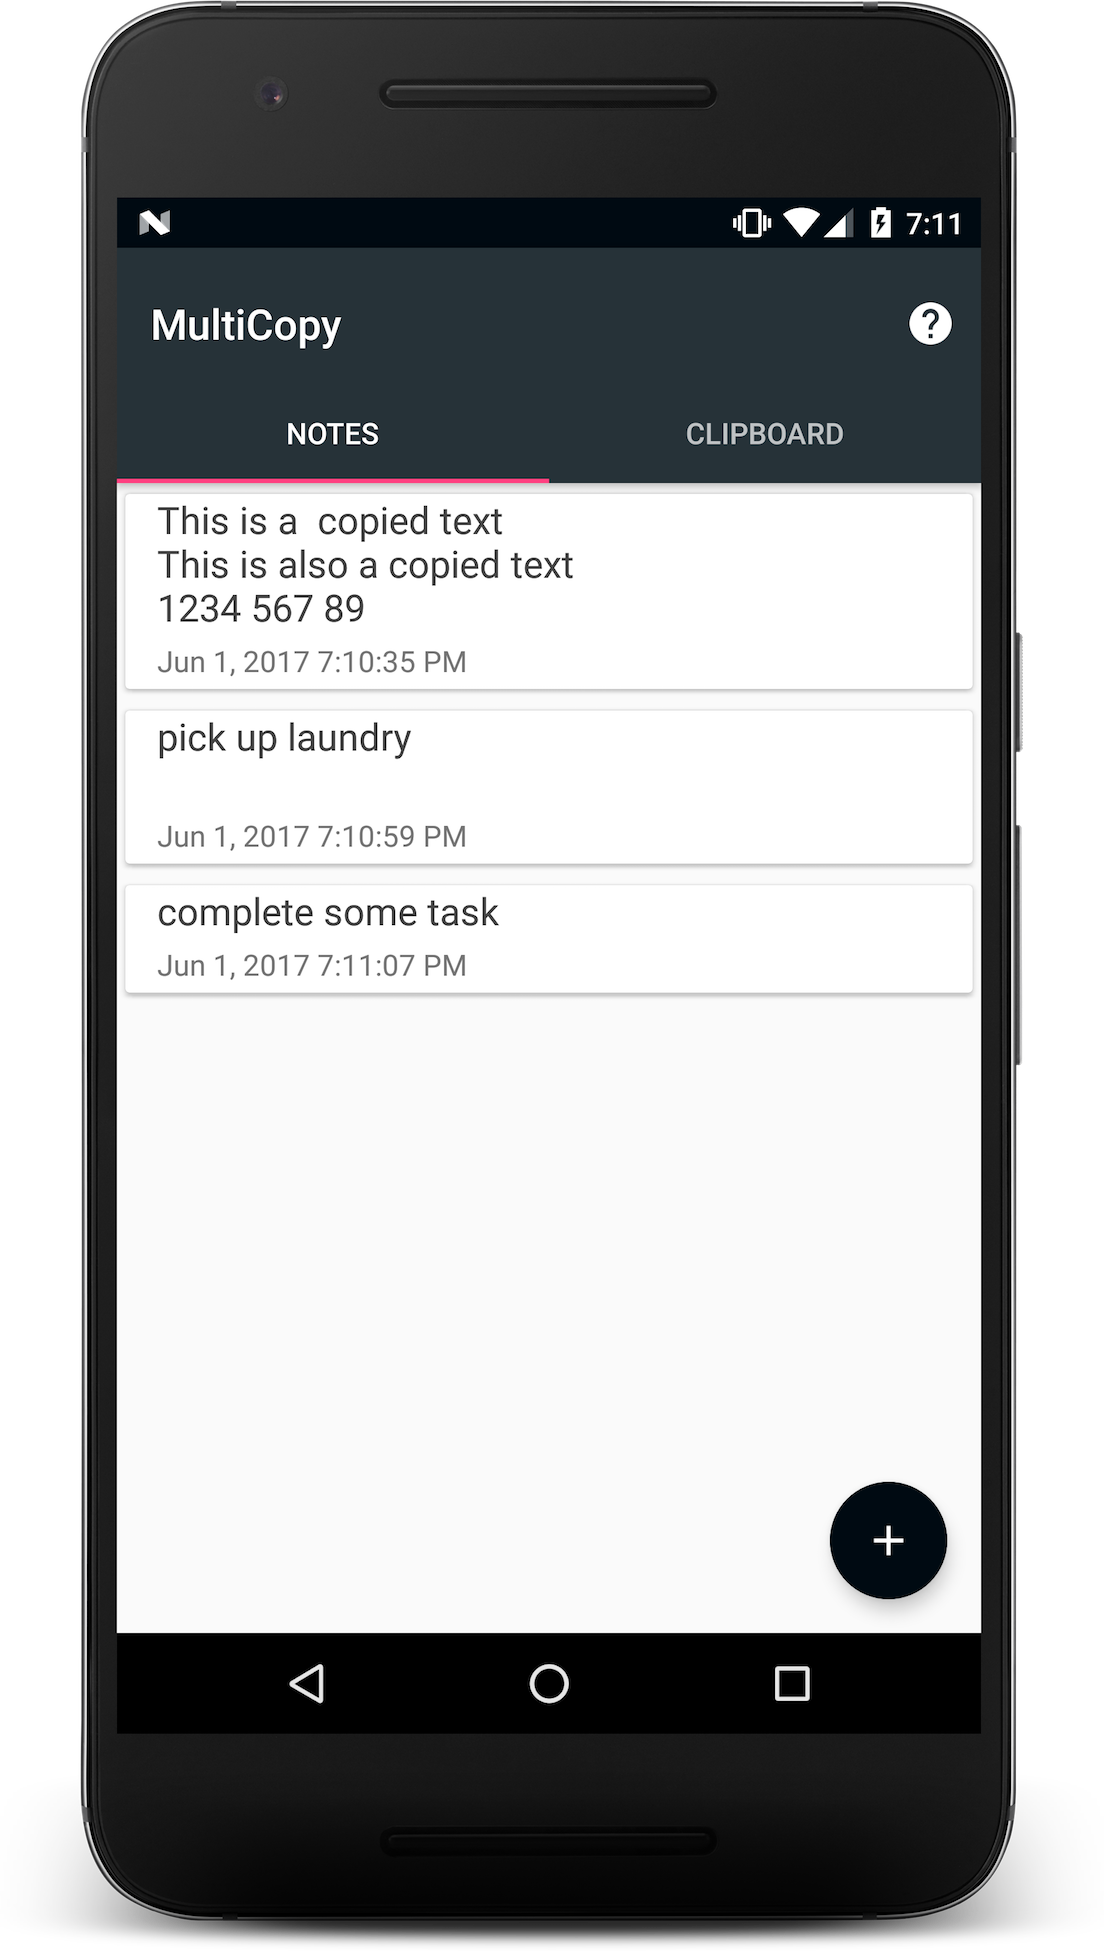 7:11
MultiCopy
NOTES CLIPBOARD
This is a  copied text
This is also a copied text
1234 567 89
Jun 1, 2017 7:10:35 PM
pick up laundry
Jun 1, 2017 7:10:59 PM
complete some task
Jun 1, 2017 7:11:07 PM